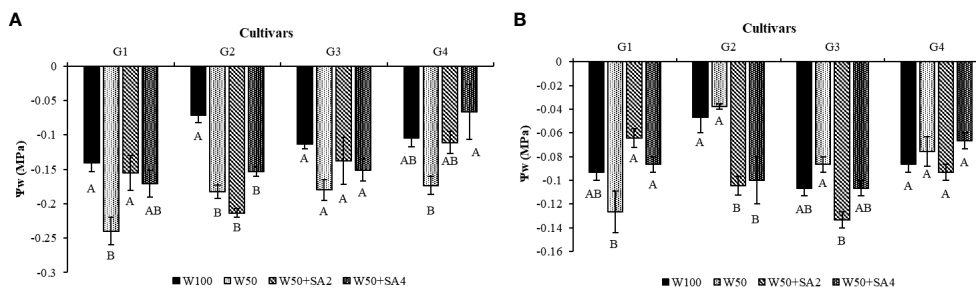 A
Cultivars
G1 G2 G3 G4
0
-0.05
-0.1
-0.15
-0.2
-0.25
-0.3
Ψw (MPa)
A B A AB
A B B B
A A A A
AB B AB A
W100 W50 W50+SA2 W50+SA4
B
Cultivars
G1 G2 G3 G4
0
-0.02
-0.04
-0.06
-0.08
-0.1
-0.12
-0.14
-0.16
Ψw (MPa)
AB B A A
A A B B
AB A B AB
A A A A
W100 W50 W50+SA2 W50+SA4